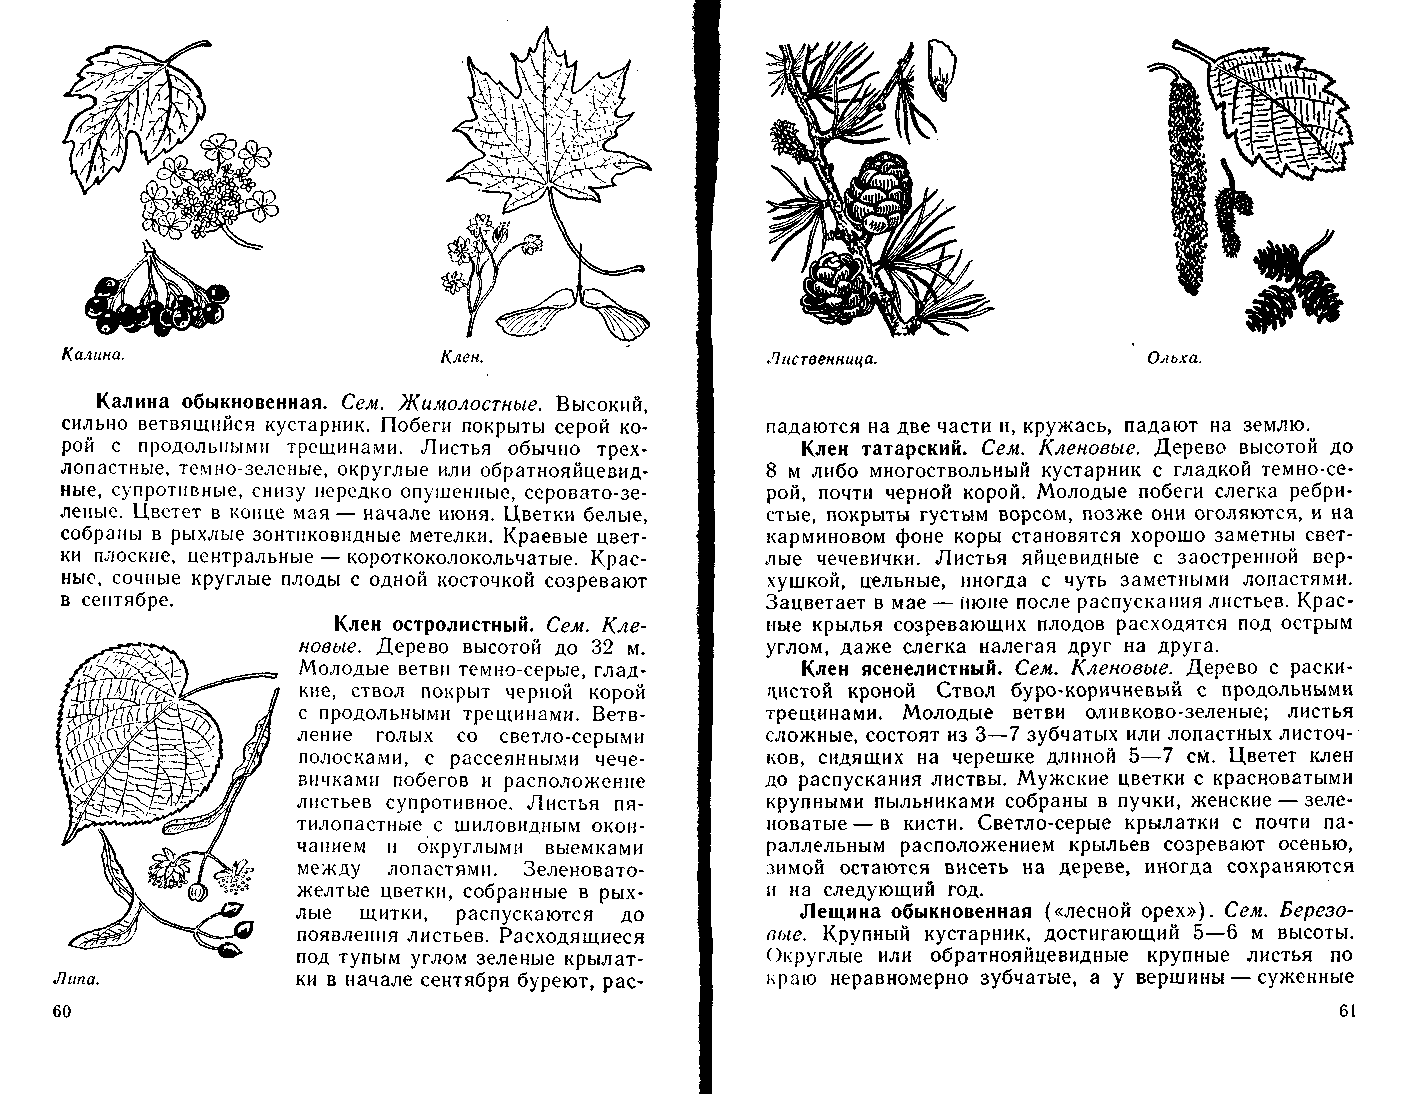 Калина.
Клен.
Калина обыкновенная. Сем. Жимолостные. Высокий,
сильно ветвящийся кустарник. Побеги покрыты серой ко-
рой с продольными трещинами. Листья обычно трех-
лопастные, темно-зеленые, округлые или обратнояйцевид-
ные, супротивные, снизу нередко опушенные, серовато-зе-
леные. Цветет в конце мая — начале июня. Цветки белые,
собраны в рыхлые зонтиковидные метелки. Краевые цвет-
ки плоские, центральные — короткоколокольчатые. Крас-
ные, сочные круглые плоды с одной косточкой созревают
в сентябре.
Клен остролистный. Сем. Кле-
новые. Дерево высотой до 32 м.
Молодые ветви темно-серые, глад-
кие, ствол покрыт черной корой
с продольными трещинами. Ветв-
ление голых со светло-серыми
полосками, с рассеянными чече-
вичками побегов и расположение
листьев супротивное. Листья пя-
тилопастные с шиловидным окон-
чанием и округлыми выемками
между лопастями. Зеленовато-
желтые цветки, собранные в рых-
лые щитки, распускаются до
появления листьев. Расходящиеся
под тупым углом зеленые крылат-
ки в начале сентября буреют, рас-
Липа.
60
Лиственница.
Ольха.
падаются на две части и, кружась, падают на землю.
Клен татарский. Сем. Кленовые. Дерево высотой до
8 м либо многоствольный кустарник с гладкой темно-се-
рой, почти черной корой. Молодые побеги слегка ребри-
стые, покрыты густым ворсом, позже они оголяются, и на
карминовом фоне коры становятся хорошо заметны свет-
лые чечевички. Листья яйцевидные с заостренной вер-
хушкой, цельные, иногда с чуть заметными лопастями.
Зацветает в мае — июне после распускания листьев. Крас-
ные крылья созревающих плодов расходятся под острым
углом, даже слегка налегая друг на друга.
Клен ясенелистный. Сем. Кленовые. Дерево с раски-
дистой кроной Ствол буро-коричневый с продольными
трещинами. Молодые ветви оливково-зеленые; листья
сложные, состоят из 3—7 зубчатых или лопастных листоч-
ков, сидящих на черешке длиной 5—7 см. Цветет клен
до распускания листвы. Мужские цветки с красноватыми
крупными пыльниками собраны в пучки, женские — зеле-
новатые — в кисти. Светло-серые крылатки с почти па-
раллельным расположением крыльев созревают осенью,
зимой остаются висеть на дереве, иногда сохраняются
и на следующий год.
Лещина обыкновенная («лесной орех»). Сем. Березо-
вые. Крупный кустарник, достигающий 5—6 м высоты.
Округлые или обратнояйцевидные крупные листья по
краю неравномерно зубчатые, а у вершины — суженные
61